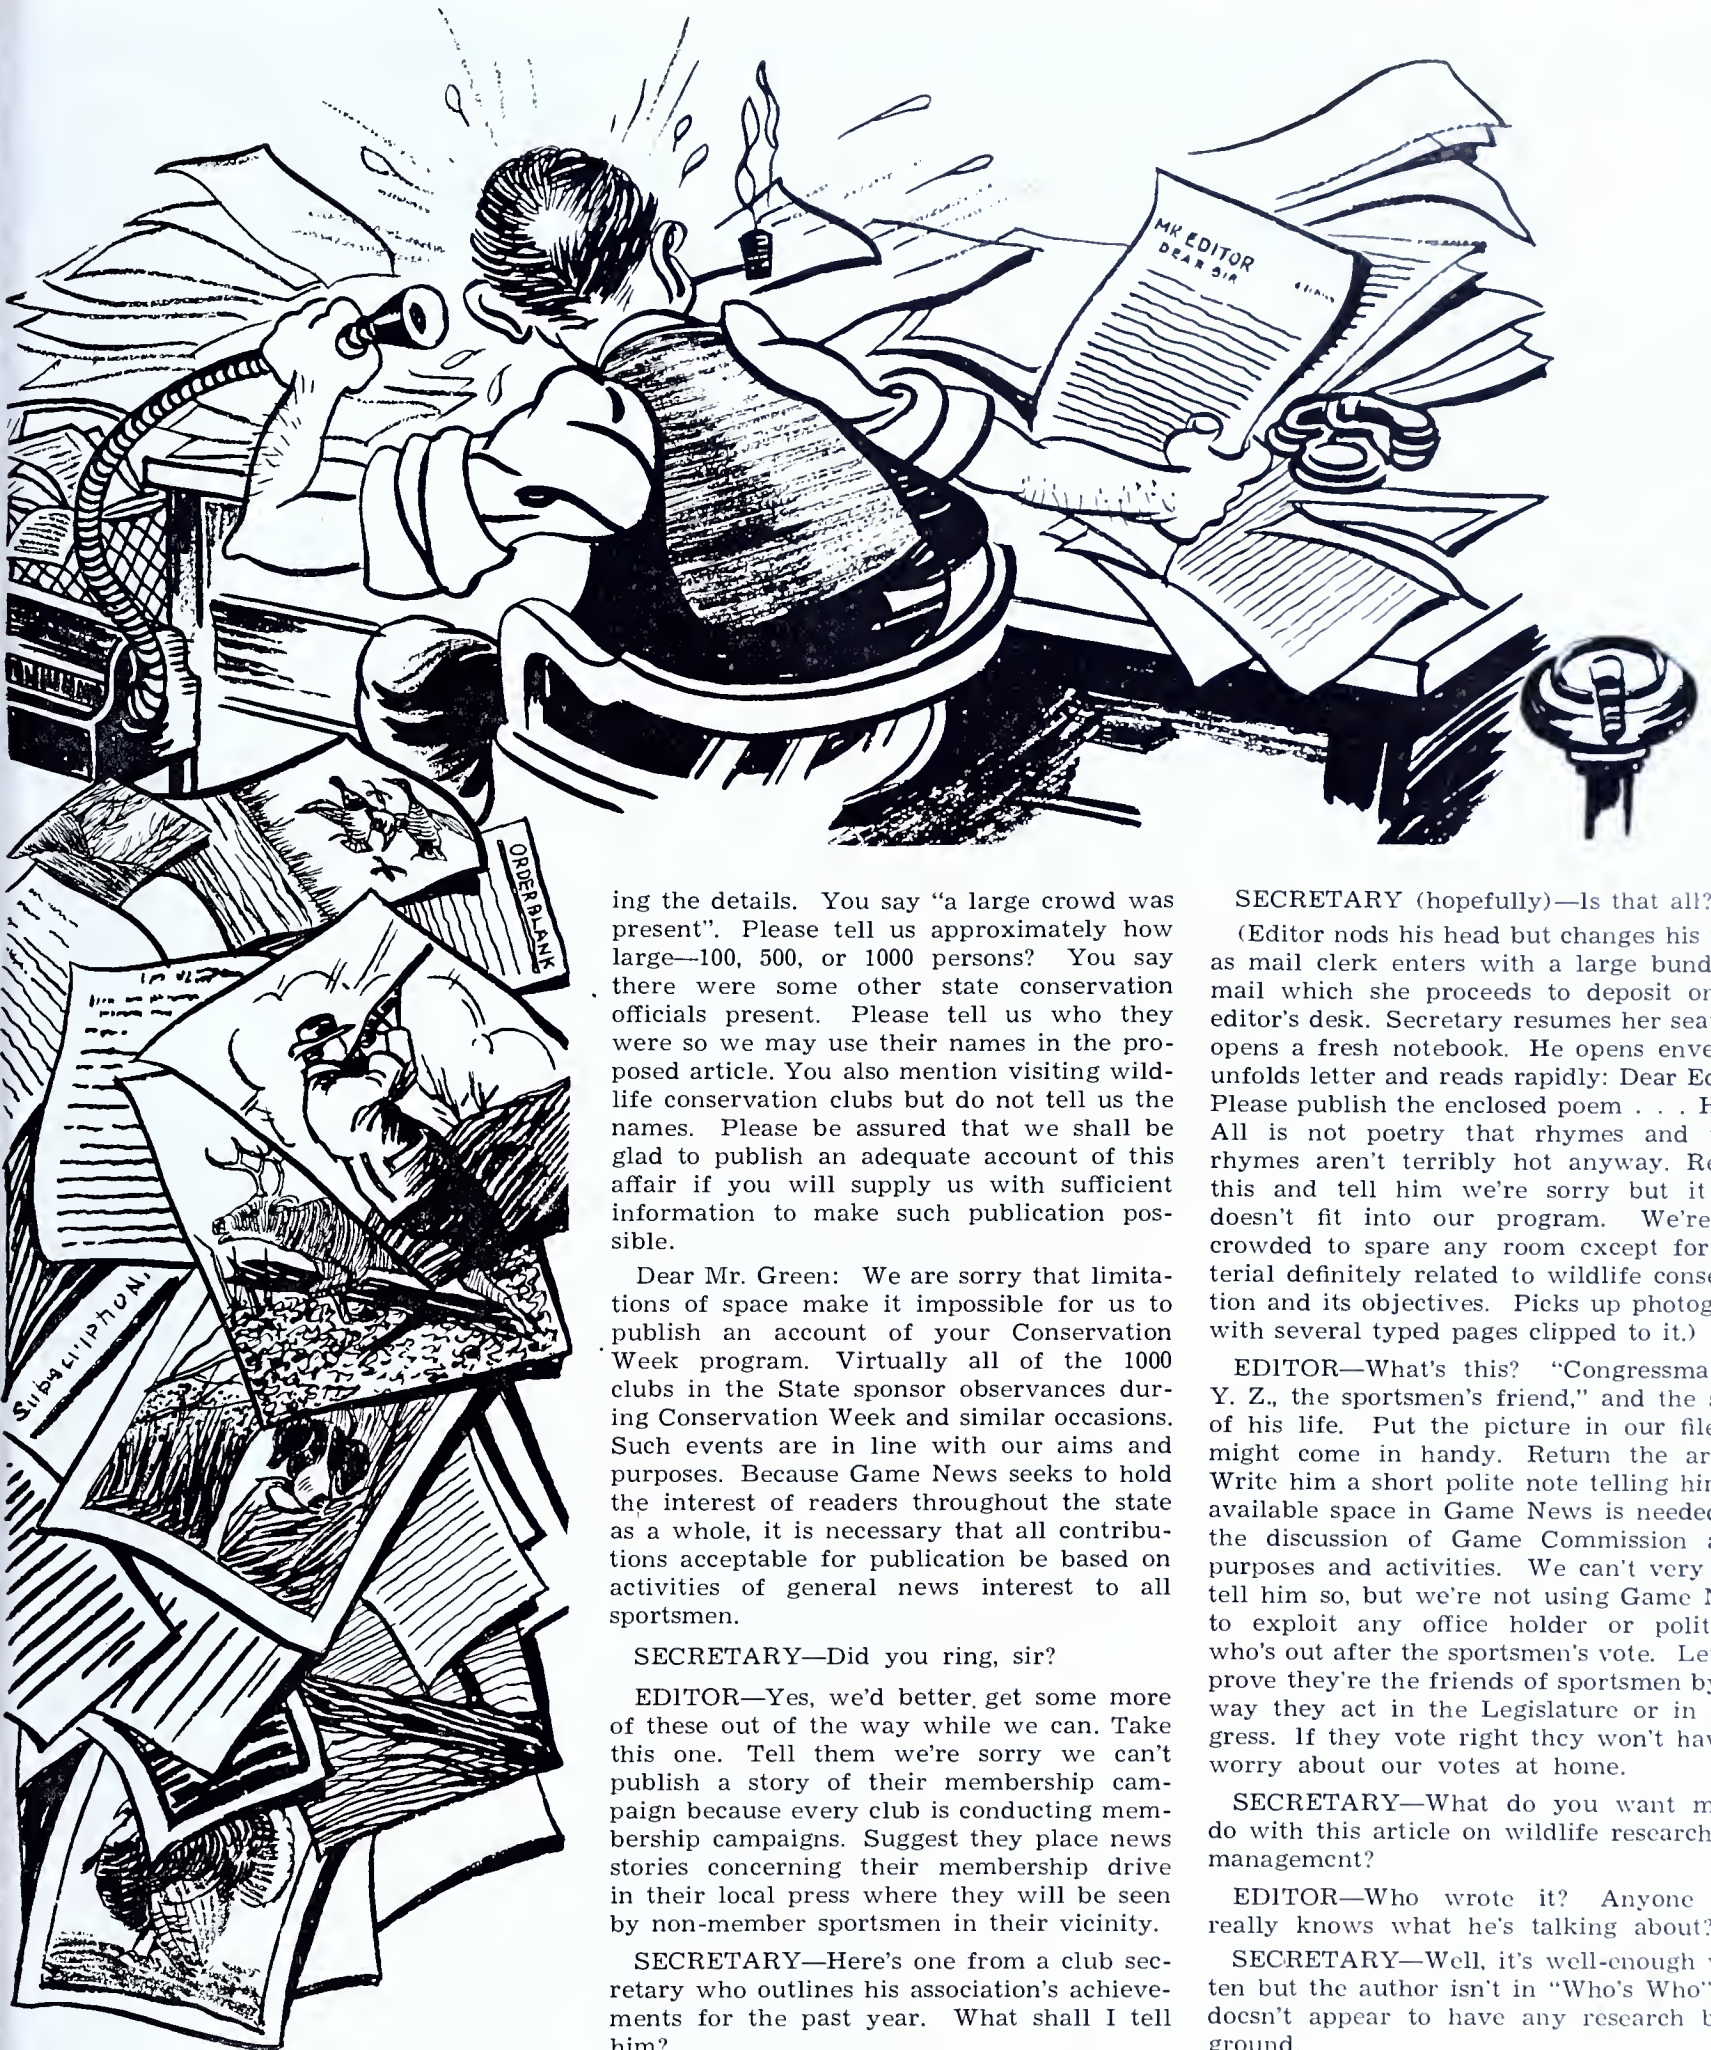 MR EDITOR
DEAR SIR
ORDER BLANK
Subscription.
ing the details. You say “a large crowd was
present”. Please tell us approximately how
large—100, 500, or 1000 persons? You say
there were some other state conservation
officials present. Please tell us who they
were so we may use their names in the pro-
posed article. You also mention visiting wild-
life conservation clubs but do not tell us the
names. Please be assured that we shall be
glad to publish an adequate account of this
affair if you will supply us with sufficient
information to make such publication pos-
sible.
Dear Mr. Green: We are sorry that limita-
tions of space make it impossible for us to
publish an account of your Conservation
Week program. Virtually all of the 1000
clubs in the State sponsor observances dur-
ing Conservation Week and similar occasions.
Such events are in line with our aims and
purposes. Because Game News seeks to hold
the interest of readers throughout the state
as a whole, it is necessary that all contribu-
tions acceptable for publication be based on
activities of general news interest to all
sportsmen.
SECRETARY—Did you ring, sir?
EDITOR—Yes, we'd better get some more
of these out of the way while we can. Take
this one. Tell them we're sorry we can't
publish a story of their membership cam-
paign because every club is conducting mem-
bership campaigns. Suggest they place news
stories concerning their membership drive
in their local press where they will be seen
by non-member sportsmen in their vicinity.
SECRETARY—Here's one from a club sec-
retary who outlines his association's achieve-
ments for the past year. What shall I tell
him?
SECRETARY (hopefully)—Is that all?
(Editor nods his head but changes his
as mail clerk enters with a large bund
mail which she proceeds to deposit or
editor's desk. Secretary resumes her sea
opens a fresh notebook. He opens enve
unfolds letter and reads rapidly: Dear Ed
Please publish the enclosed poem . . . H
All is not poetry that rhymes and
rhymes aren't terribly hot anyway. Re
this and tell him we're sorry but it
doesn't fit into our program. We're
crowded to spare any room except for
terial definitely related to wildlife conse
tion and its objectives. Picks up photog
with several typed pages clipped to it.)
EDITOR—What's this? “Congressma
Y. Z., the sportsmen's friend,” and the s
of his life. Put the picture in our file
might come in handy. Return the ar
Write him a short polite note telling him
available space in Game News is needed
the discussion of Game Commission a
purposes and activities. We can't very
tell him so, but we're not using Game N
to exploit any office holder or polit
who's out after the sportsmen's vote. Le
prove they're the friends of sportsmen by
way they act in the Legislature or in
gress. If they vote right they won't hav
worry about our votes at home.
SECRETARY—What do you want m
do with this article on wildlife research
management?
EDITOR—Who wrote it? Anyone
really knows what he's talking about?
SECRETARY—Well, it's well-enough w
ten but the author isn't in “Who's Who”
doesn't appear to have any research b
ground